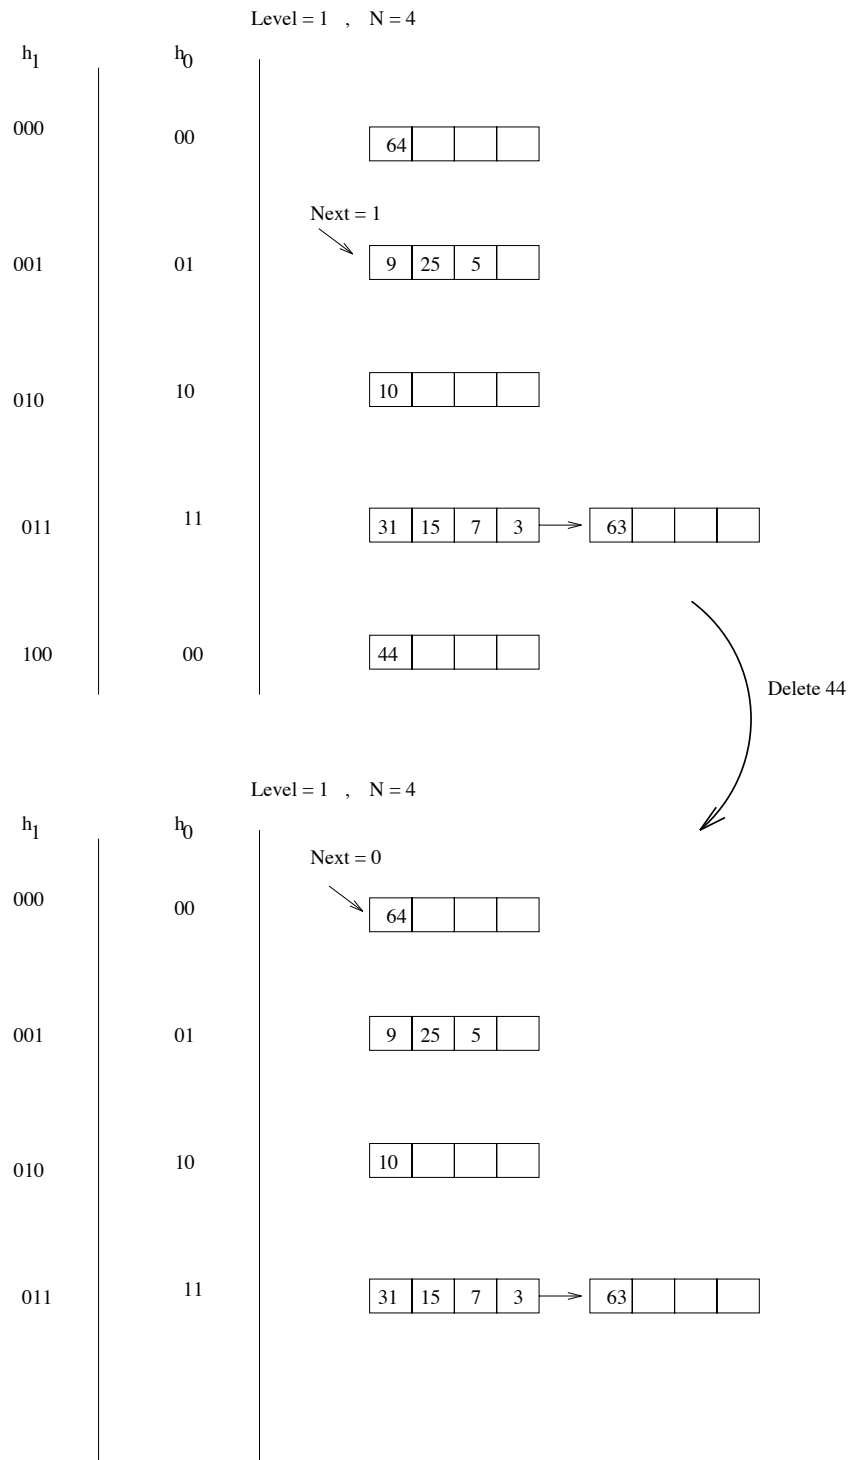 Level = 1 , N = 4
h1 h0
000 00 64
Next = 1
001 01 9 25 5
010 10 10
011 11 31 15 7 3 63
100 00 44
Delete 44
Level = 1 , N = 4
h1 h0
Next = 0
000 00 64
001 01 9 25 5
010 10 10
011 11 31 15 7 3 63